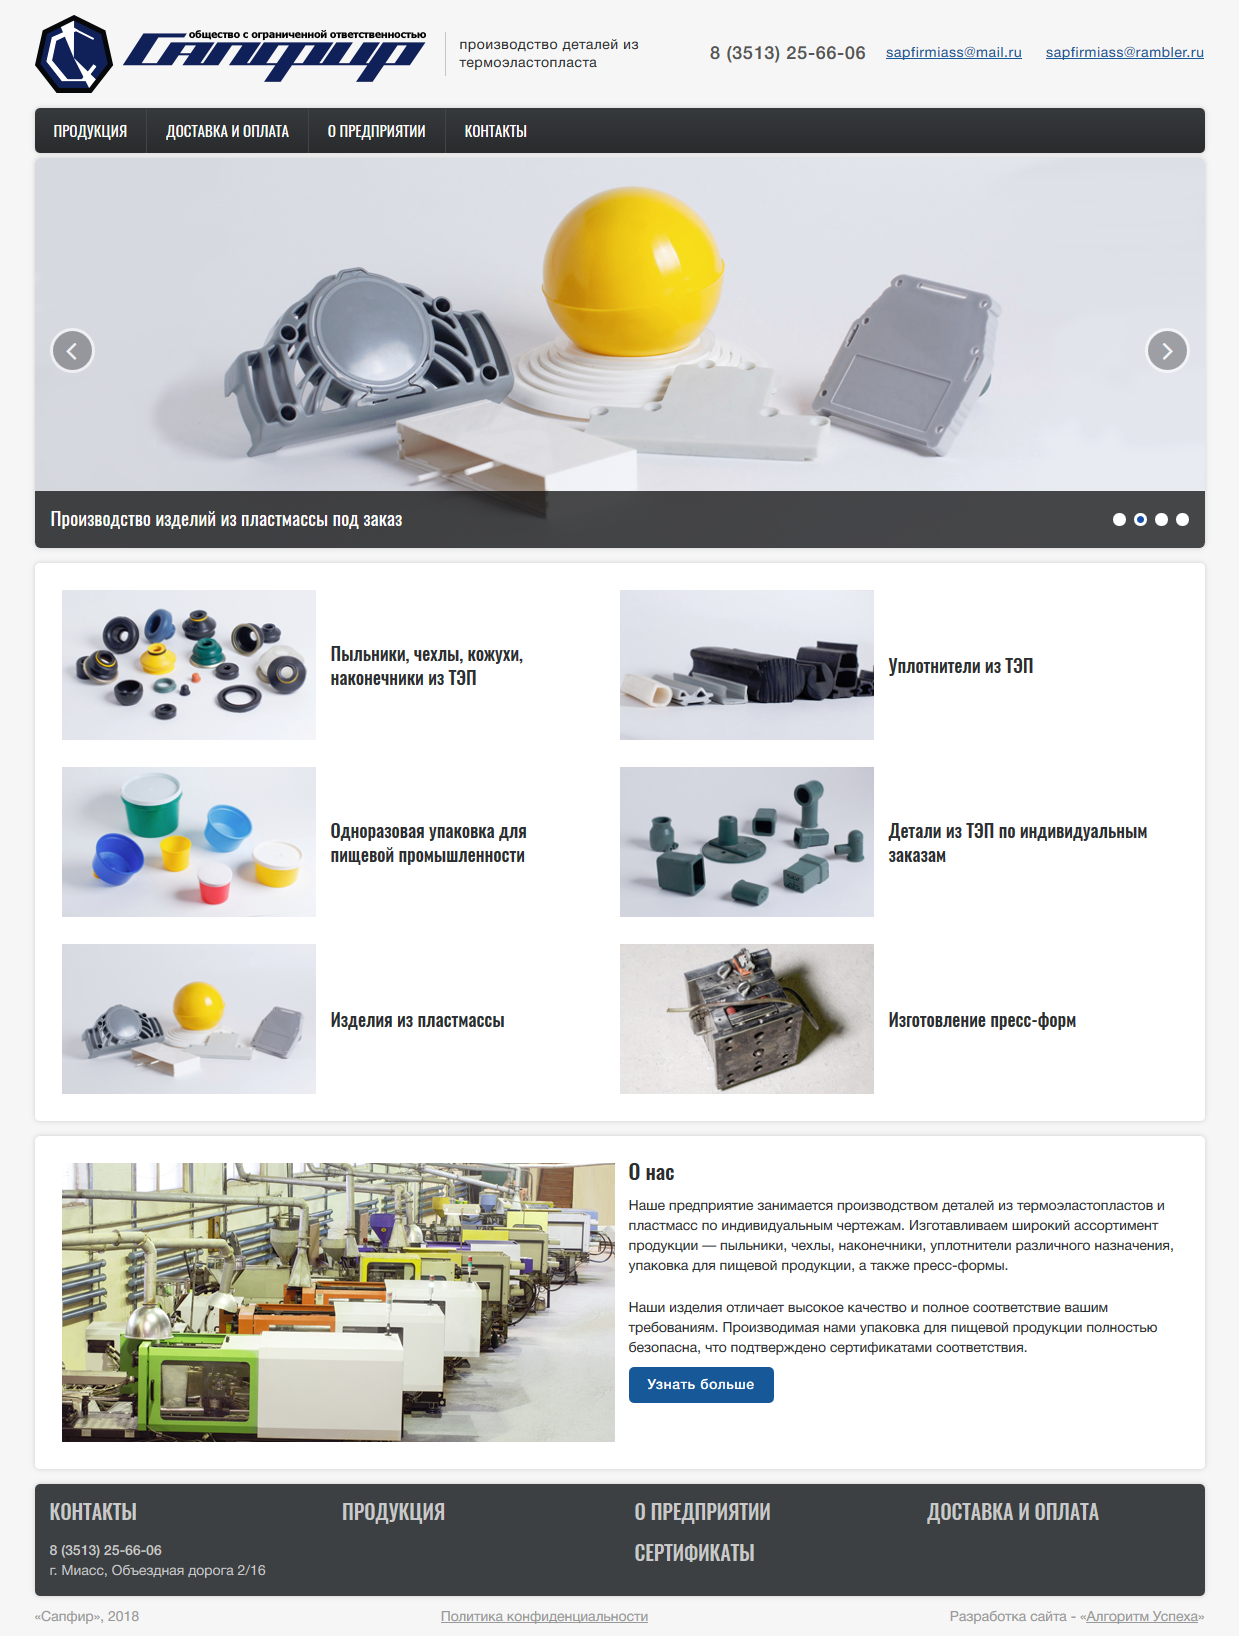 общество с ограниченной ответственностью
Сапфир
производство деталей из
термоэластопласта
8 (3513) 25-66-06
sapfirmiass@mail.ru
sapfirmiass@rambler.ru
ПРОДУКЦИЯ
ДОСТАВКА И ОПЛАТА
О ПРЕДПРИЯТИИ
КОНТАКТЫ
Производство изделий из пластмассы под заказ
Пыльники, чехлы, кожухи,
наконечники из ТЭП
Уплотнители из ТЭП
Одноразовая упаковка для
пищевой промышленности
Детали из ТЭП по индивидуальным
заказам
Изделия из пластмассы
Изготовление пресс-форм
О нас
Наше предприятие занимается производством деталей из термоэластопластов и
пластмасс по индивидуальным чертежам. Изготавливаем широкий ассортимент
продукции — пыльники, чехлы, наконечники, уплотнители различного назначения,
упаковка для пищевой продукции, а также пресс-формы.
Наши изделия отличает высокое качество и полное соответствие вашим
требованиям. Производимая нами упаковка для пищевой продукции полностью
безопасна, что подтверждено сертификатами соответствия.
Узнать больше
КОНТАКТЫ
8 (3513) 25-66-06
г. Миасс, Объездная дорога 2/16
ПРОДУКЦИЯ
О ПРЕДПРИЯТИИ
СЕРТИФИКАТЫ
ДОСТАВКА И ОПЛАТА
«Сапфир», 2018
Политика конфиденциальности
Разработка сайта - «Алгоритм Успеха»